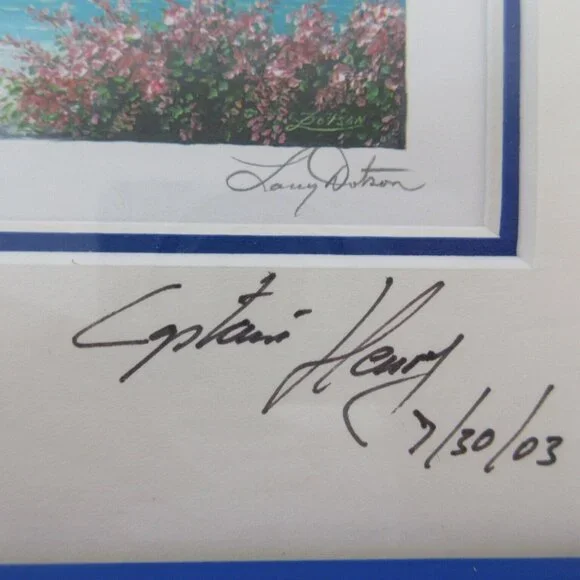 DOTSON
Larry Dotson
Captain Henry
7/30/03